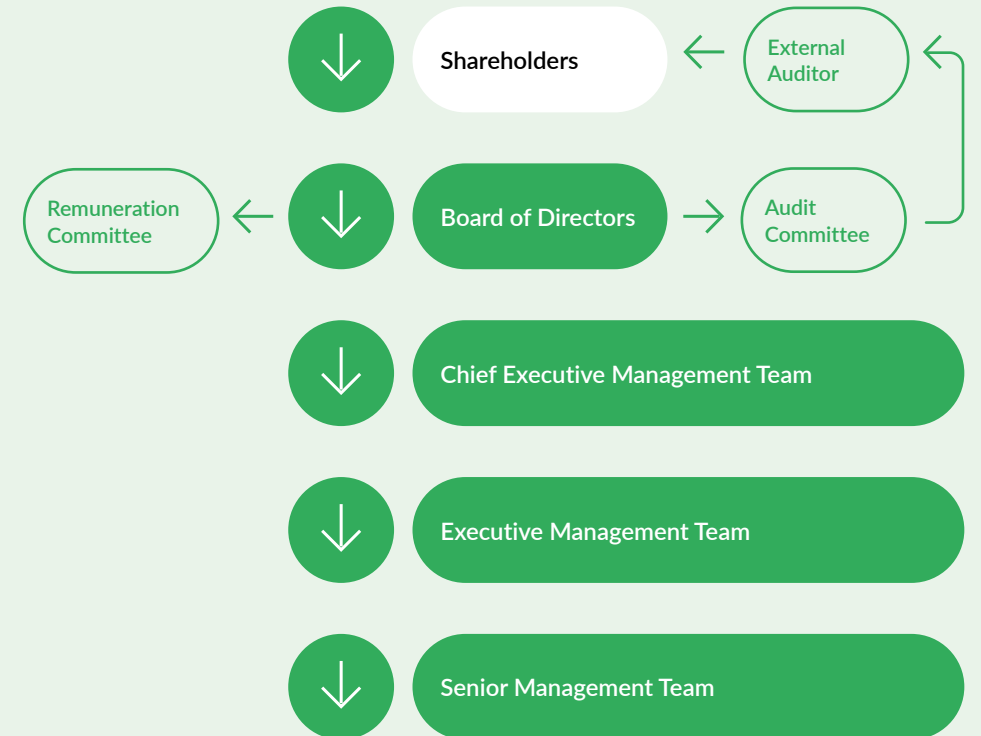 Shareholders
External
Auditor
Remuneration
Committee
Board of Directors
Audit
Committee
Chief Executive Management Team
Executive Management Team
Senior Management Team